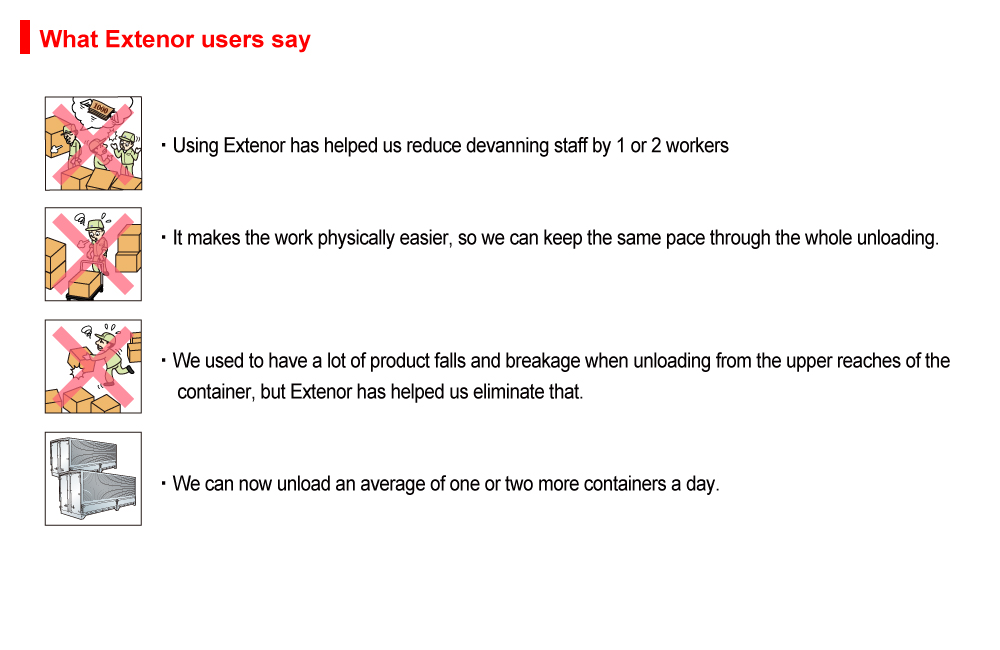 What Extenor users say
1000
・Using Extenor has helped us reduce devanning staff by 1 or 2 workers
・It makes the work physically easier, so we can keep the same pace through the whole unloading.
・We used to have a lot of product falls and breakage when unloading from the upper reaches of the
container, but Extenor has helped us eliminate that.
・We can now unload an average of one or two more containers a day.